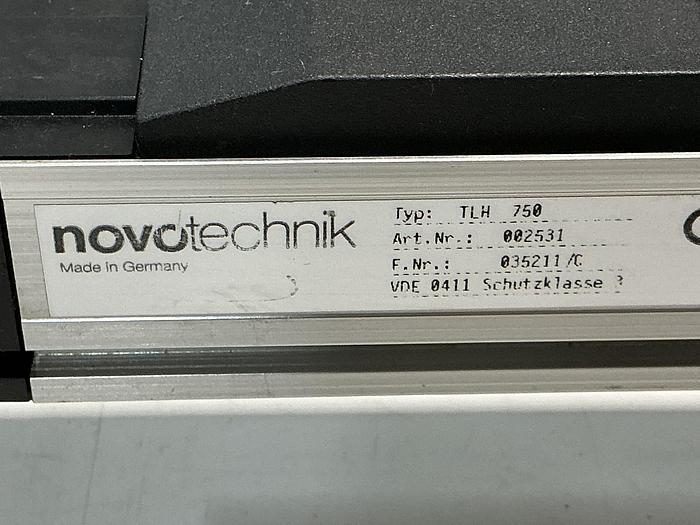 novotechnik
Made in Germany
Typ: TLH 750
Art.Nr.: 002531
F.Nr.: 035211/C
VDE 0411 Schutzklasse